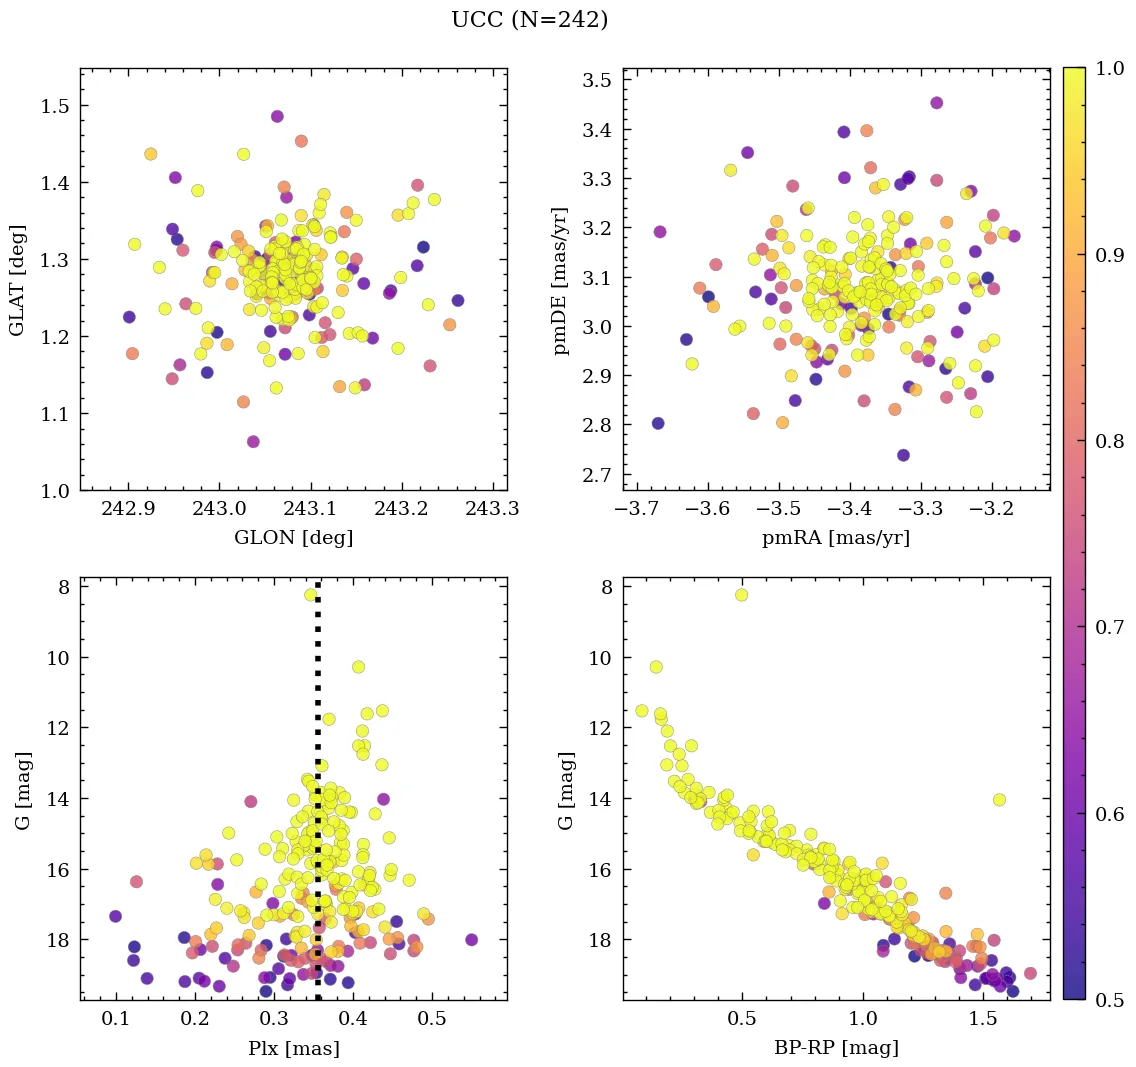 UCC (N=242)
1.5
1.4
1.3
1.2
1.1
1.0
GLAT [deg]
242.9 243.0 243.1 243.2 243.3
GLON [deg]
3.5
3.4
3.3
3.2
3.1
3.0
2.9
2.8
2.7
pmDE [mas/yr]
−3.7 −3.6 −3.5 −3.4 −3.3 −3.2
pmRA [mas/yr]
8
10
12
14
16
18
G [mag]
0.1 0.2 0.3 0.4 0.5
Plx [mas]
8
10
12
14
16
18
G [mag]
0.5 1.0 1.5
BP-RP [mag]
1.0
0.9
0.8
0.7
0.6
0.5